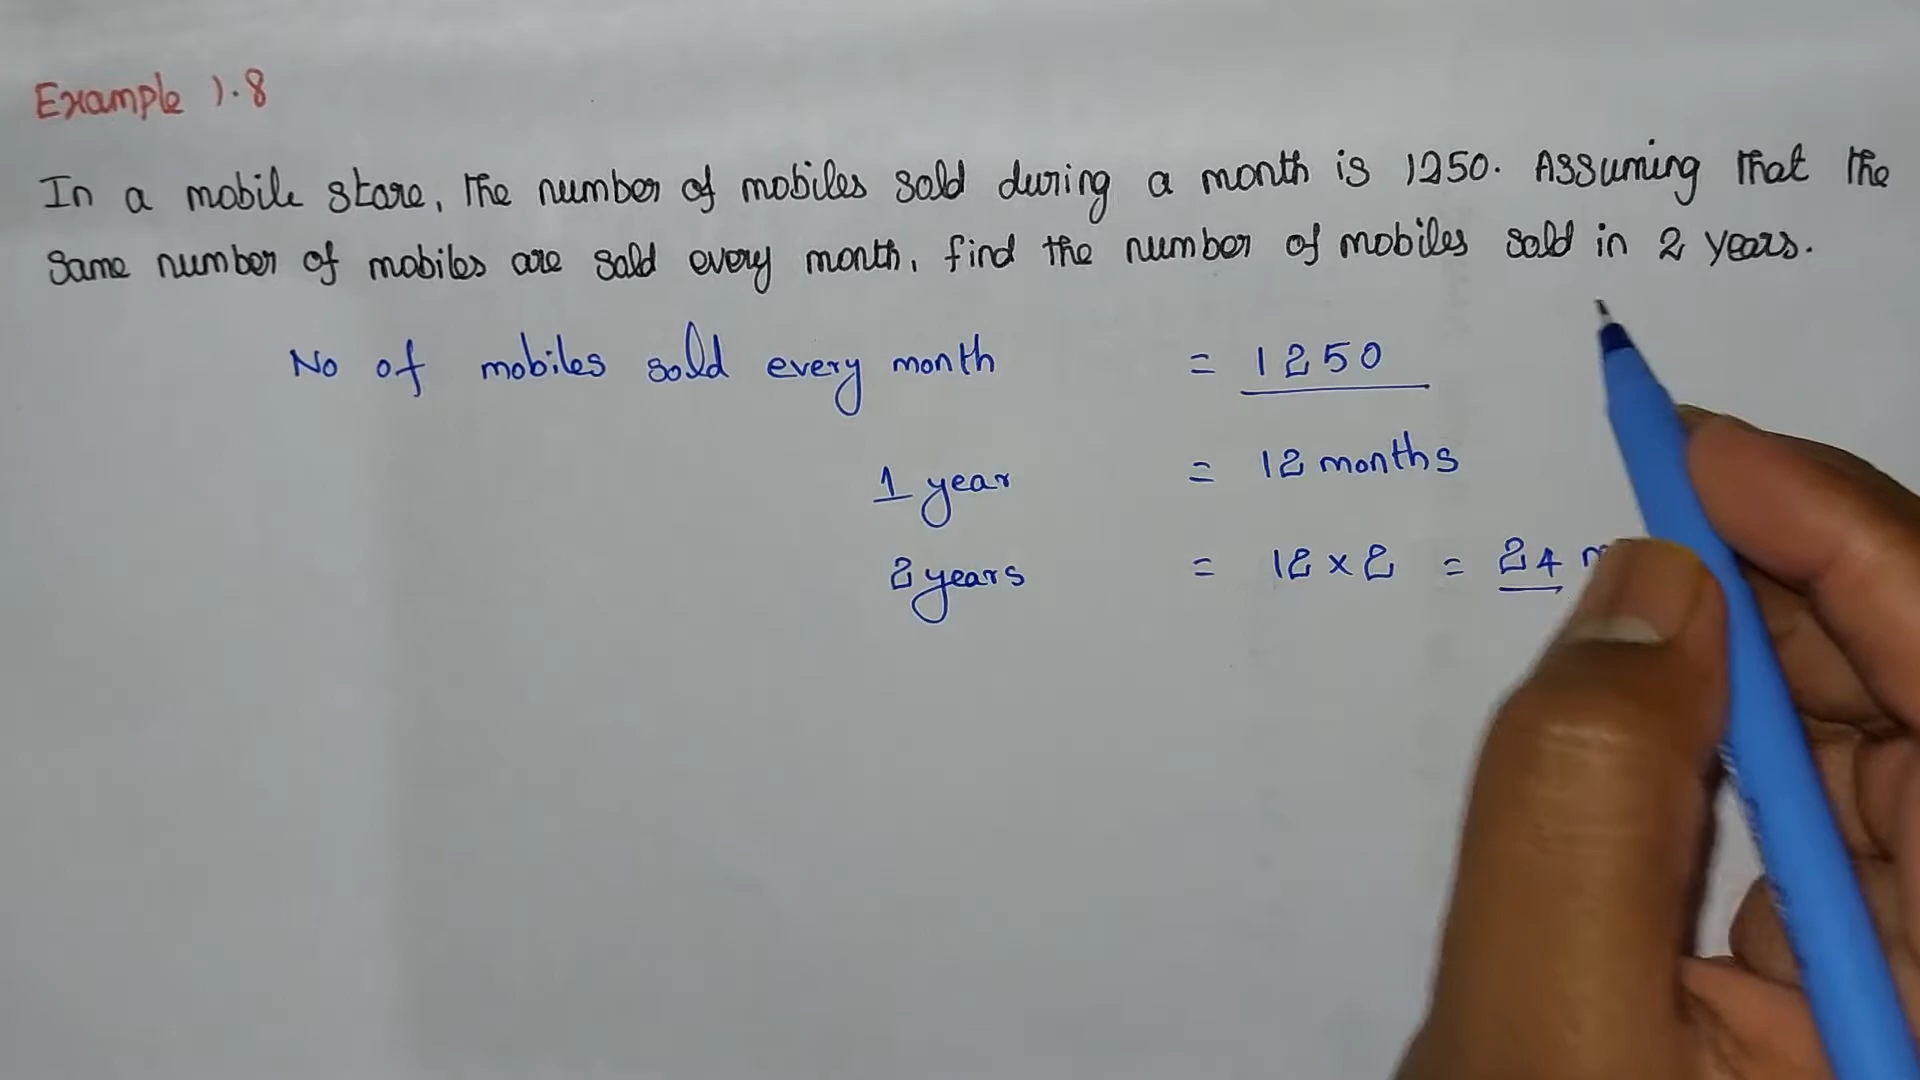 Example 1.8
In a mobile store, the number of mobiles sold during a month is 1250. Assuming that the
same number of mobiles are sold every month, find the number of mobiles sold in 2 years.
No of mobiles sold every month = 1250
1 year = 12 months
2 years = 12 × 2 = 24